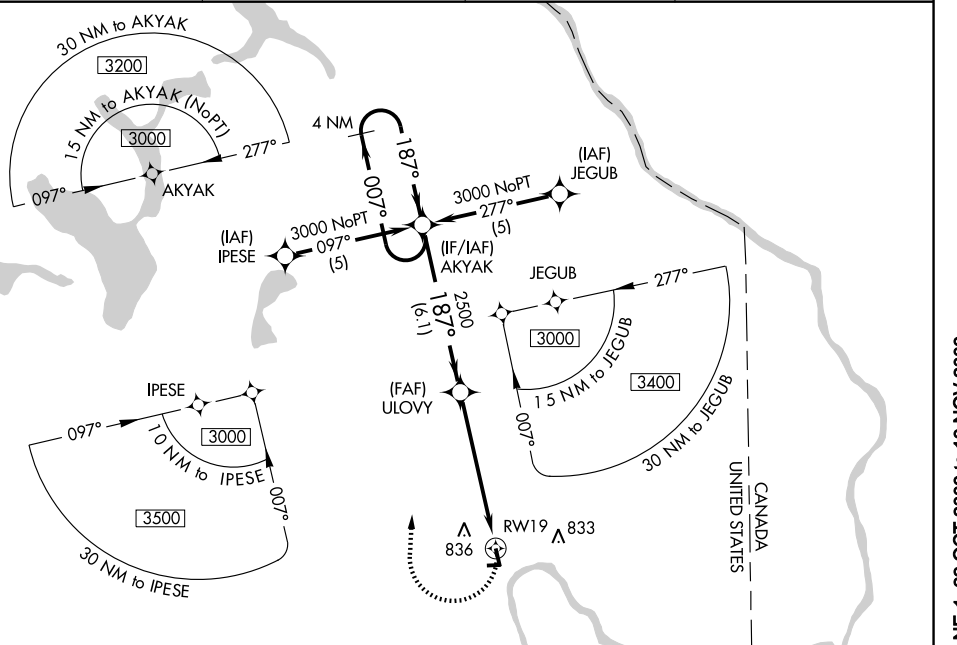 30 NM to AKYAK
3200
15 NM to AKYAK (NoPT)
3000
097°
277°
AKYAK
4 NM
187°
007°
(IAF)
JEGUB
3000 NoPT
277°
(5)
(IAF)
IPESE
3000 NoPT
097°
(5)
(IF/IAF)
AKYAK
2500
187°
(6.1)
JEGUB
277°
3000
15 NM to JEGUB
3400
007°
30 NM to JEGUB
(FAF)
ULOVY
IPESE
097°
3000
10 NM to IPESE
007°
3500
30 NM to IPESE
RW19
836
833
CANADA
UNITED STATES